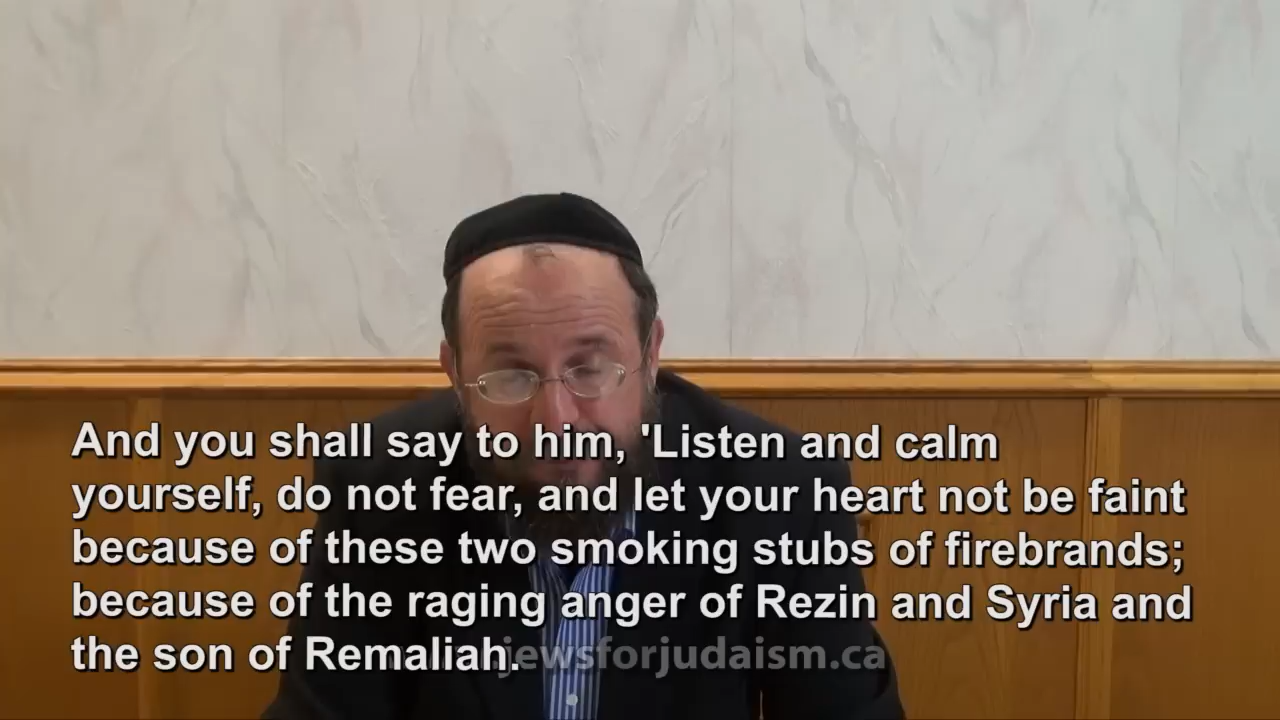 And you shall say to him, 'Listen and calm
yourself, do not fear, and let your heart not be faint
because of these two smoking stubs of firebrands;
because of the raging anger of Rezin and Syria and
the son of Remaliah.
jewsforjudaism.ca